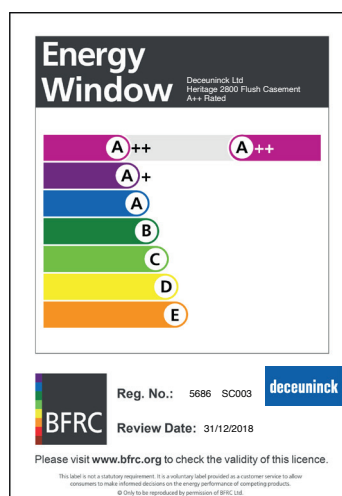 Energy
Window
Deceuninck Ltd
Heritage 2800 Flush Casement
A++ Rated
A++ A++
A+
A
B
C
D
E
BFRC
Reg. No.: 5686 SC003
deceuninck
Review Date: 31/12/2018
Please visit www.bfrc.org to check the validity of this licence.
This label is not a statutory requirement. It is a voluntary label provided as a customer service to allow
consumers to make informed decisions on the energy performance of competing products.
© Only to be reproduced by permission of BFRC Ltd.